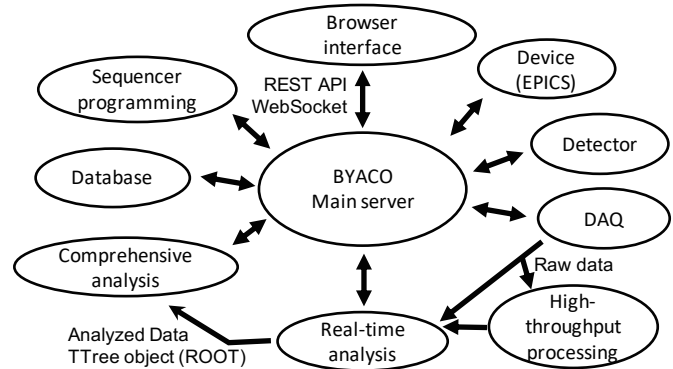 Browser
interface
Sequencer
programming
REST API
WebSocket
Device
(EPICS)
Database
BYACO
Main server
Detector
DAQ
Comprehensive
analysis
Raw data
Analyzed Data
TTree object (ROOT)
Real-time
analysis
High-
throughput
processing